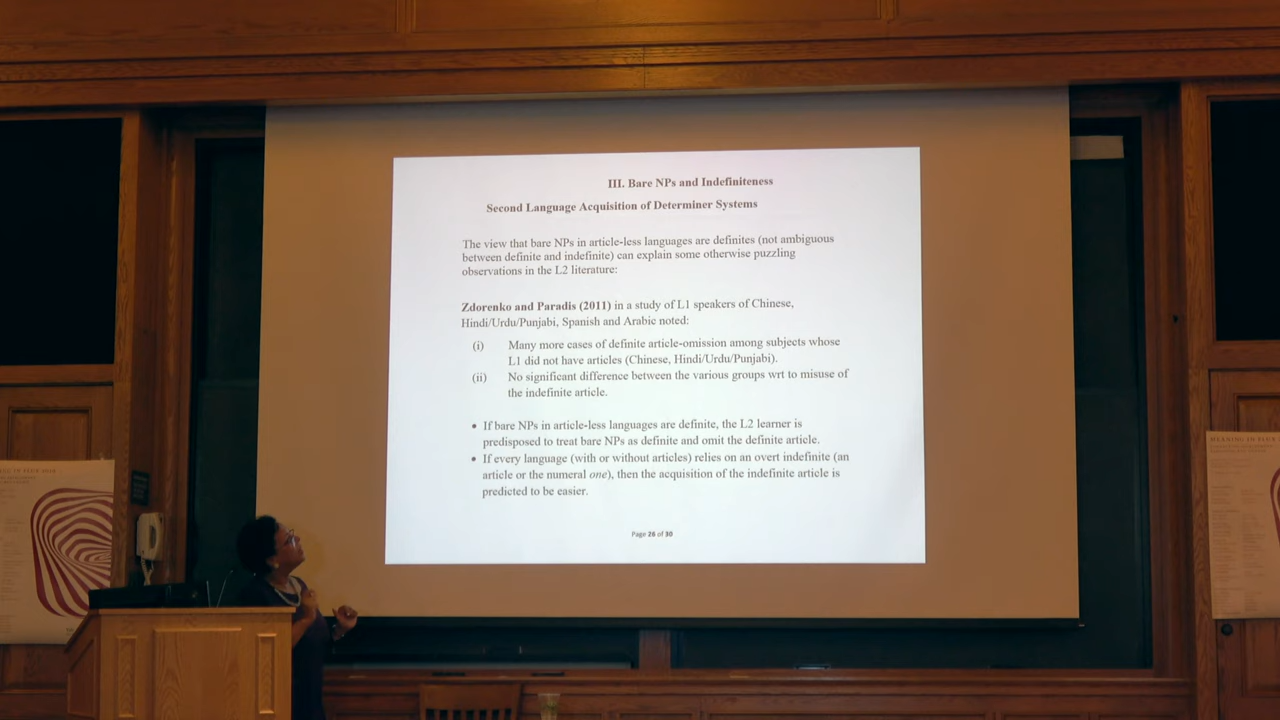 III. Bare NPs and Indefiniteness
Second Language Acquisition of Determiner Systems
The view that bare NPs in article-less languages are definites (not ambiguous
between definite and indefinite) can explain some otherwise puzzling
observations in the L2 literature:
Zdorenko and Paradis (2011) in a study of L1 speakers of Chinese,
Hindi/Urdu/Punjabi, Spanish and Arabic noted:
(i) Many more cases of definite article-omission among subjects whose
L1 did not have articles (Chinese, Hindi/Urdu/Punjabi).
(ii) No significant difference between the various groups wrt to misuse of
the indefinite article.
• If bare NPs in article-less languages are definite, the L2 learner is
predisposed to treat bare NPs as definite and omit the definite article.
• If every language (with or without articles) relies on an overt indefinite (an
article or the numeral one), then the acquisition of the indefinite article is
predicted to be easier.
Page 26 of 30